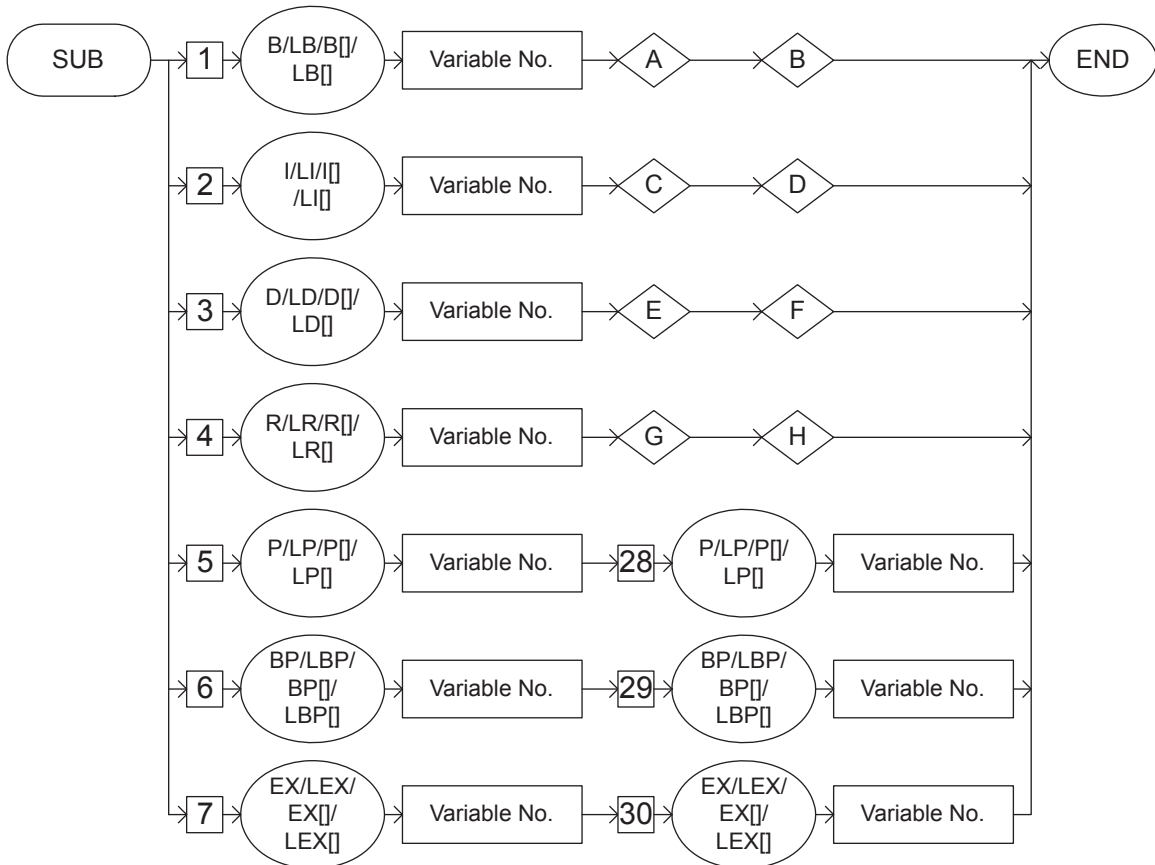 SUB
1
B/LB/B[]/
LB[]
Variable No.
A
B
END
2
I/LI/I[]
/LI[]
Variable No.
C
D
3
D/LD/D[]/
LD[]
Variable No.
E
F
4
R/LR/R[]/
LR[]
Variable No.
G
H
5
P/LP/P[]/
LP[]
Variable No.
28
P/LP/P[]/
LP[]
Variable No.
6
BP/LBP/
BP[]/
LBP[]
Variable No.
29
BP/LBP/
BP[]/
LBP[]
Variable No.
7
EX/LEX/
EX[]/
LEX[]
Variable No.
30
EX/LEX/
EX[]/
LEX[]
Variable No.